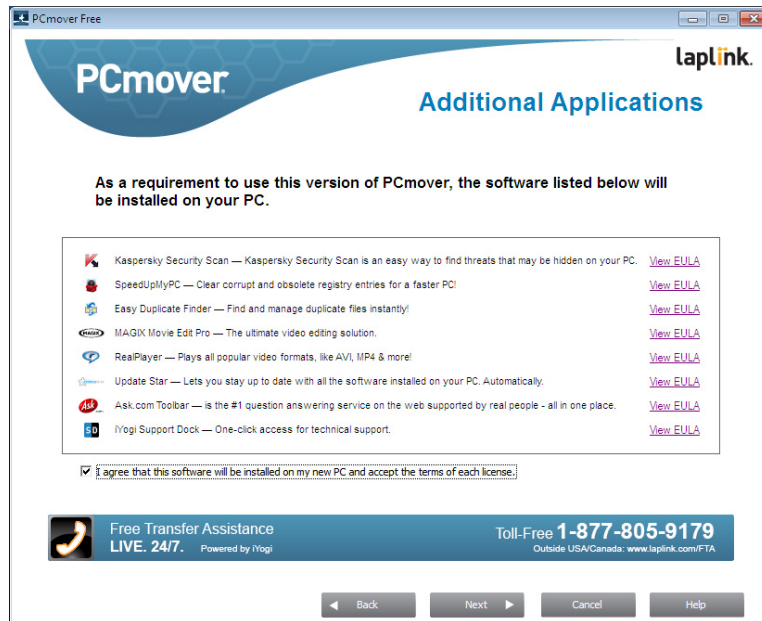 PCmover Free
PCmover.
laplink.
Additional Applications
As a requirement to use this version of PCmover, the software listed below will
be installed on your PC.
Kaspersky Security Scan — Kaspersky Security Scan is an easy way to find threats that may be hidden on your PC. View EULA
SpeedUpMyPC — Clear corrupt and obsolete registry entries for a faster PC! View EULA
Easy Duplicate Finder — Find and manage duplicate files instantly! View EULA
MAGIX MAGIX Movie Edit Pro — The ultimate video editing solution. View EULA
RealPlayer — Plays all popular video formats, like AVI, MP4 & more! View EULA
Update Star — Lets you stay up to date with all the software installed on your PC. Automatically. View EULA
Ask Ask.com Toolbar — is the #1 question answering service on the web supported by real people - all in one place. View EULA
SD iYogi Support Dock — One-click access for technical support. View EULA
I agree that this software will be installed on my new PC and accept the terms of each license.
Free Transfer Assistance
LIVE. 24/7. Powered by iYogi
Toll-Free 1-877-805-9179
Outside USA/Canada: www.laplink.com/FTA
Back Next Cancel Help